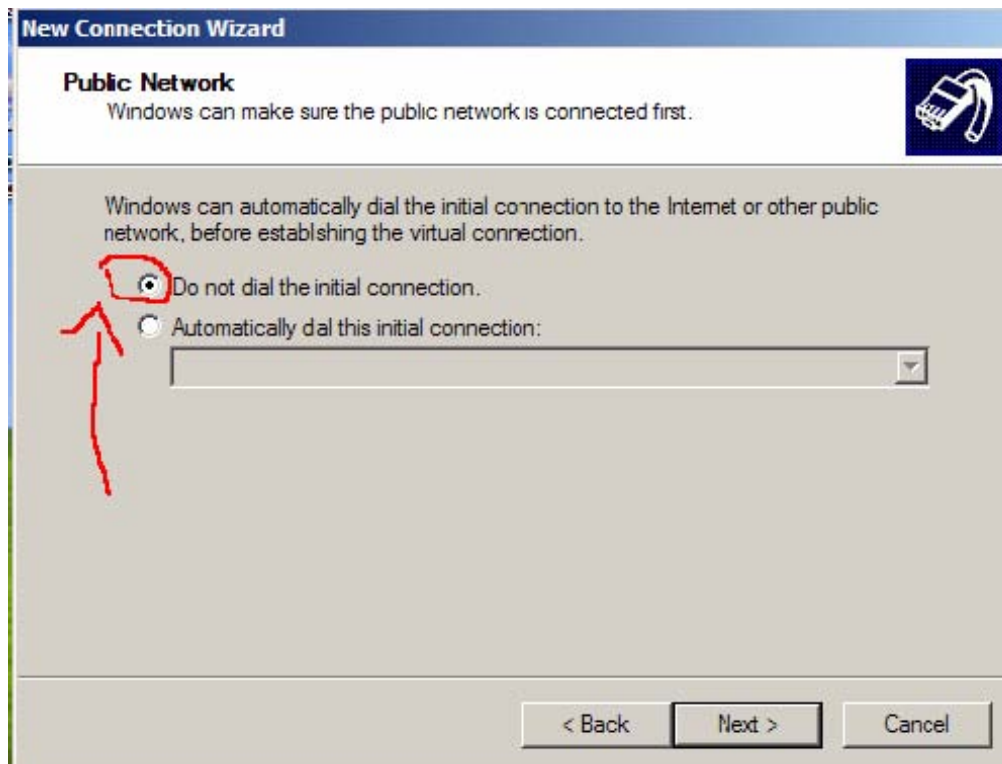 New Connection Wizard
Public Network
Windows can make sure the public network is connected first.
Windows can automatically dial the initial connection to the Internet or other public
network, before establshing the virtual connection.
Do not dial the initial connection.
Automatically dal this initial connection:
< Back
Next >
Cancel